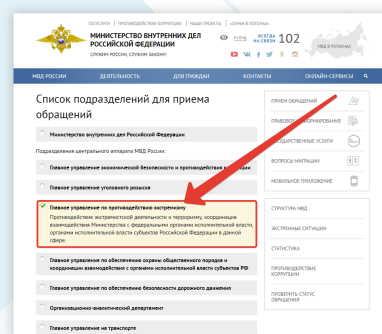 ГОСУСЛУГИ | ПРОТИВОДЕЙСТВИЕ КОРРУПЦИИ | НАШИ ПРОЕКТЫ
МИНИСТЕРСТВО ВНУТРЕННИХ ДЕЛ
РОССИЙСКОЙ ФЕДЕРАЦИИ
СЛУЖИМ РОССИИ, СЛУЖИМ ЗАКОНУ!
ВСЕГДА
НА СВЯЗИ
102
МВД В РЕГИОНАХ
МВД РОССИИ ДЕЯТЕЛЬНОСТЬ ДЛЯ ГРАЖДАН КОНТАКТЫ ОНЛАЙН-СЕРВИСЫ
Список подразделений для приема
обращений
Министерство внутренних дел Российской Федерации
Подразделения центрального аппарата МВД России:
Главное управление экономической безопасности и противодействия
Главное управление уголовного розыска
Главное управление по противодействию экстремизму
Противодействие экстремистской деятельности и терроризму, координация
взаимодействия Министерства с федеральными органами исполнительной власти,
органами исполнительной власти субъектов Российской Федерации в данной
сфере.
Главное управление по обеспечению охраны общественного порядка и
координации взаимодействия с органами исполнительной власти субъектов РФ
Главное управление по обеспечению безопасности дорожного движения
Организационно-аналитический департамент
Главное управление на транспорте
ПРИЕМ ОБРАЩЕНИЙ
ПРАВОВОЕ
ГОСУДАРСТВЕННЫЕ УСЛУГИ
ВОПРОСЫ МИГРАЦИИ
МОБИЛЬНОЕ ПРИЛОЖЕНИЕ
СТРУКТУРА МВД
ЭКСТРЕННЫЕ СИТУАЦИИ
СТАТИСТИКА
ПРОТИВОДЕЙСТВИЕ
КОРРУПЦИИ
ПРОВЕРИТЬ СТАТУС
ОБРАЩЕНИЯ